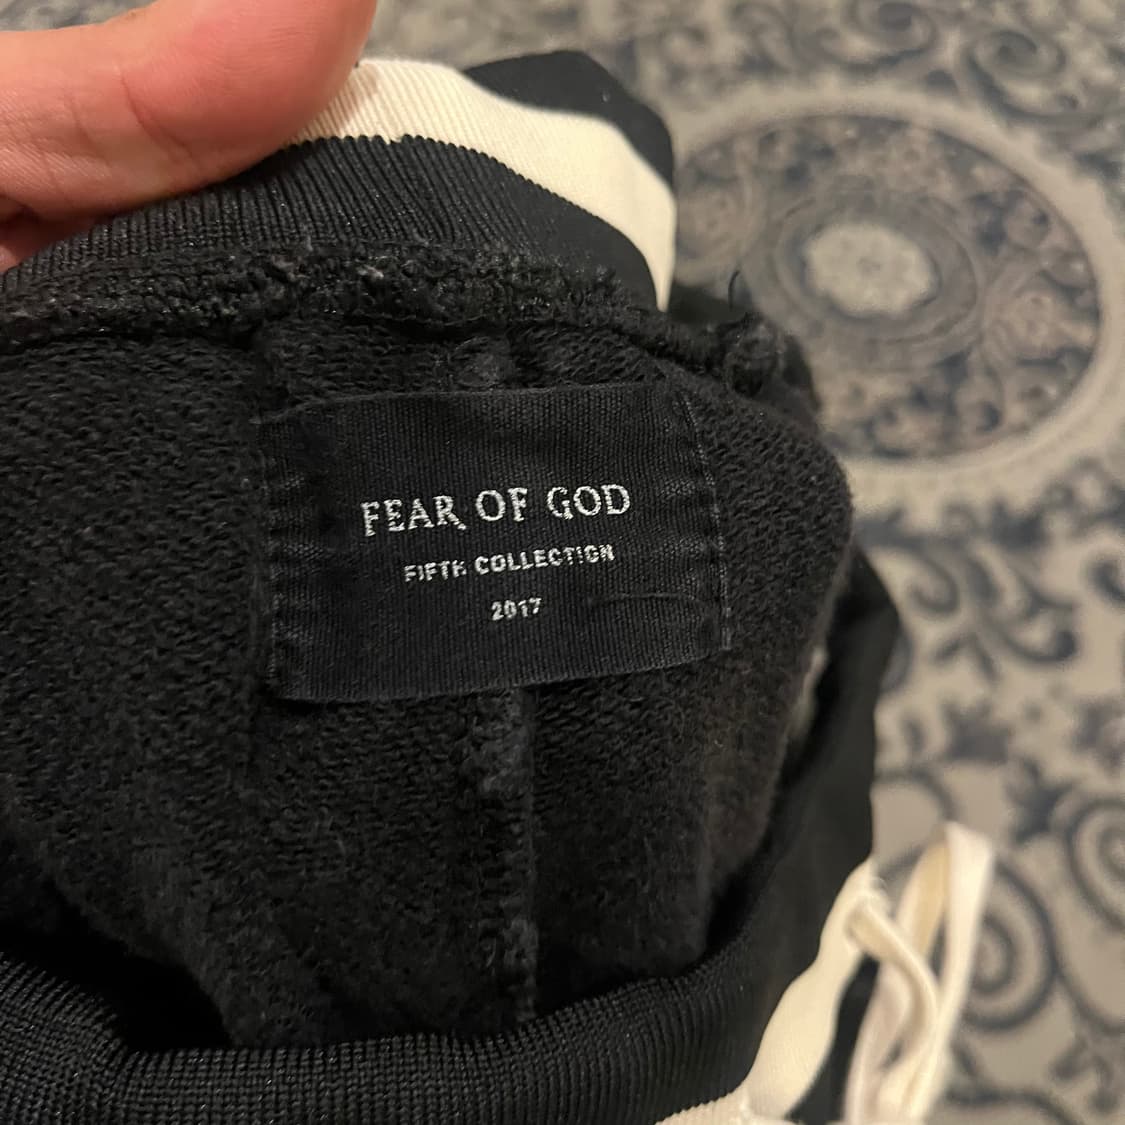 FEAR OF GOD
FIFTH COLLECTION
2017